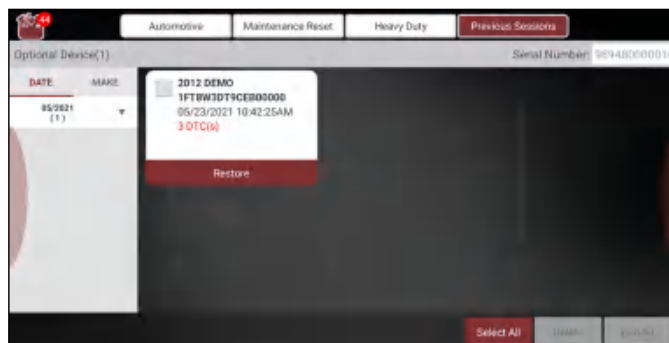 44
Automotive
Maintenance Reset
Heavy Duty
Previous Sessions
Optional Device(1)
Serial Number:
DATE
MAKE
05/2021
(1)
2012 DEMO
1FT8W3DT9CEB00000
05/23/2021 10:42:25AM
3 DTC(s)
Restore
Select All